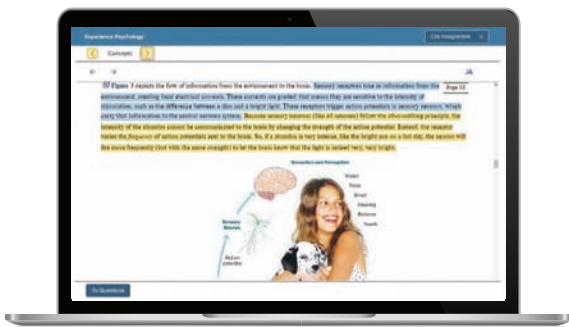 Experience Psychology
Exit Assignment
Concepts
Figure 3 depicts the flow of information from the environment to the brain. Sensory receptors take in information from the
Page 13
environment, creating local electrical currents. These currents are graded; that means they are sensitive to the intensity of
stimulation, such as the difference between a dim and a bright light. These receptors trigger action potentials in sensory neurons, which
carry that information to the central nervous system. Because sensory neurons (like all neurons) follow the all-or-nothing principle, the
intensity of the stimulus cannot be communicated to the brain by changing the strength of the action potential. Instead, the receptor
varies the frequency of action potentials sent to the brain. So, if a stimulus is very intense, like the bright sun on a hot day, the neuron will
fire more frequently (but with the same strength) to let the brain know that the light is indeed very, very bright.
Sensation and Perception
Vision
Taste
Smell
Hearing
Balance
Touch
Sensory
Neuron
Action
potential
To Questions